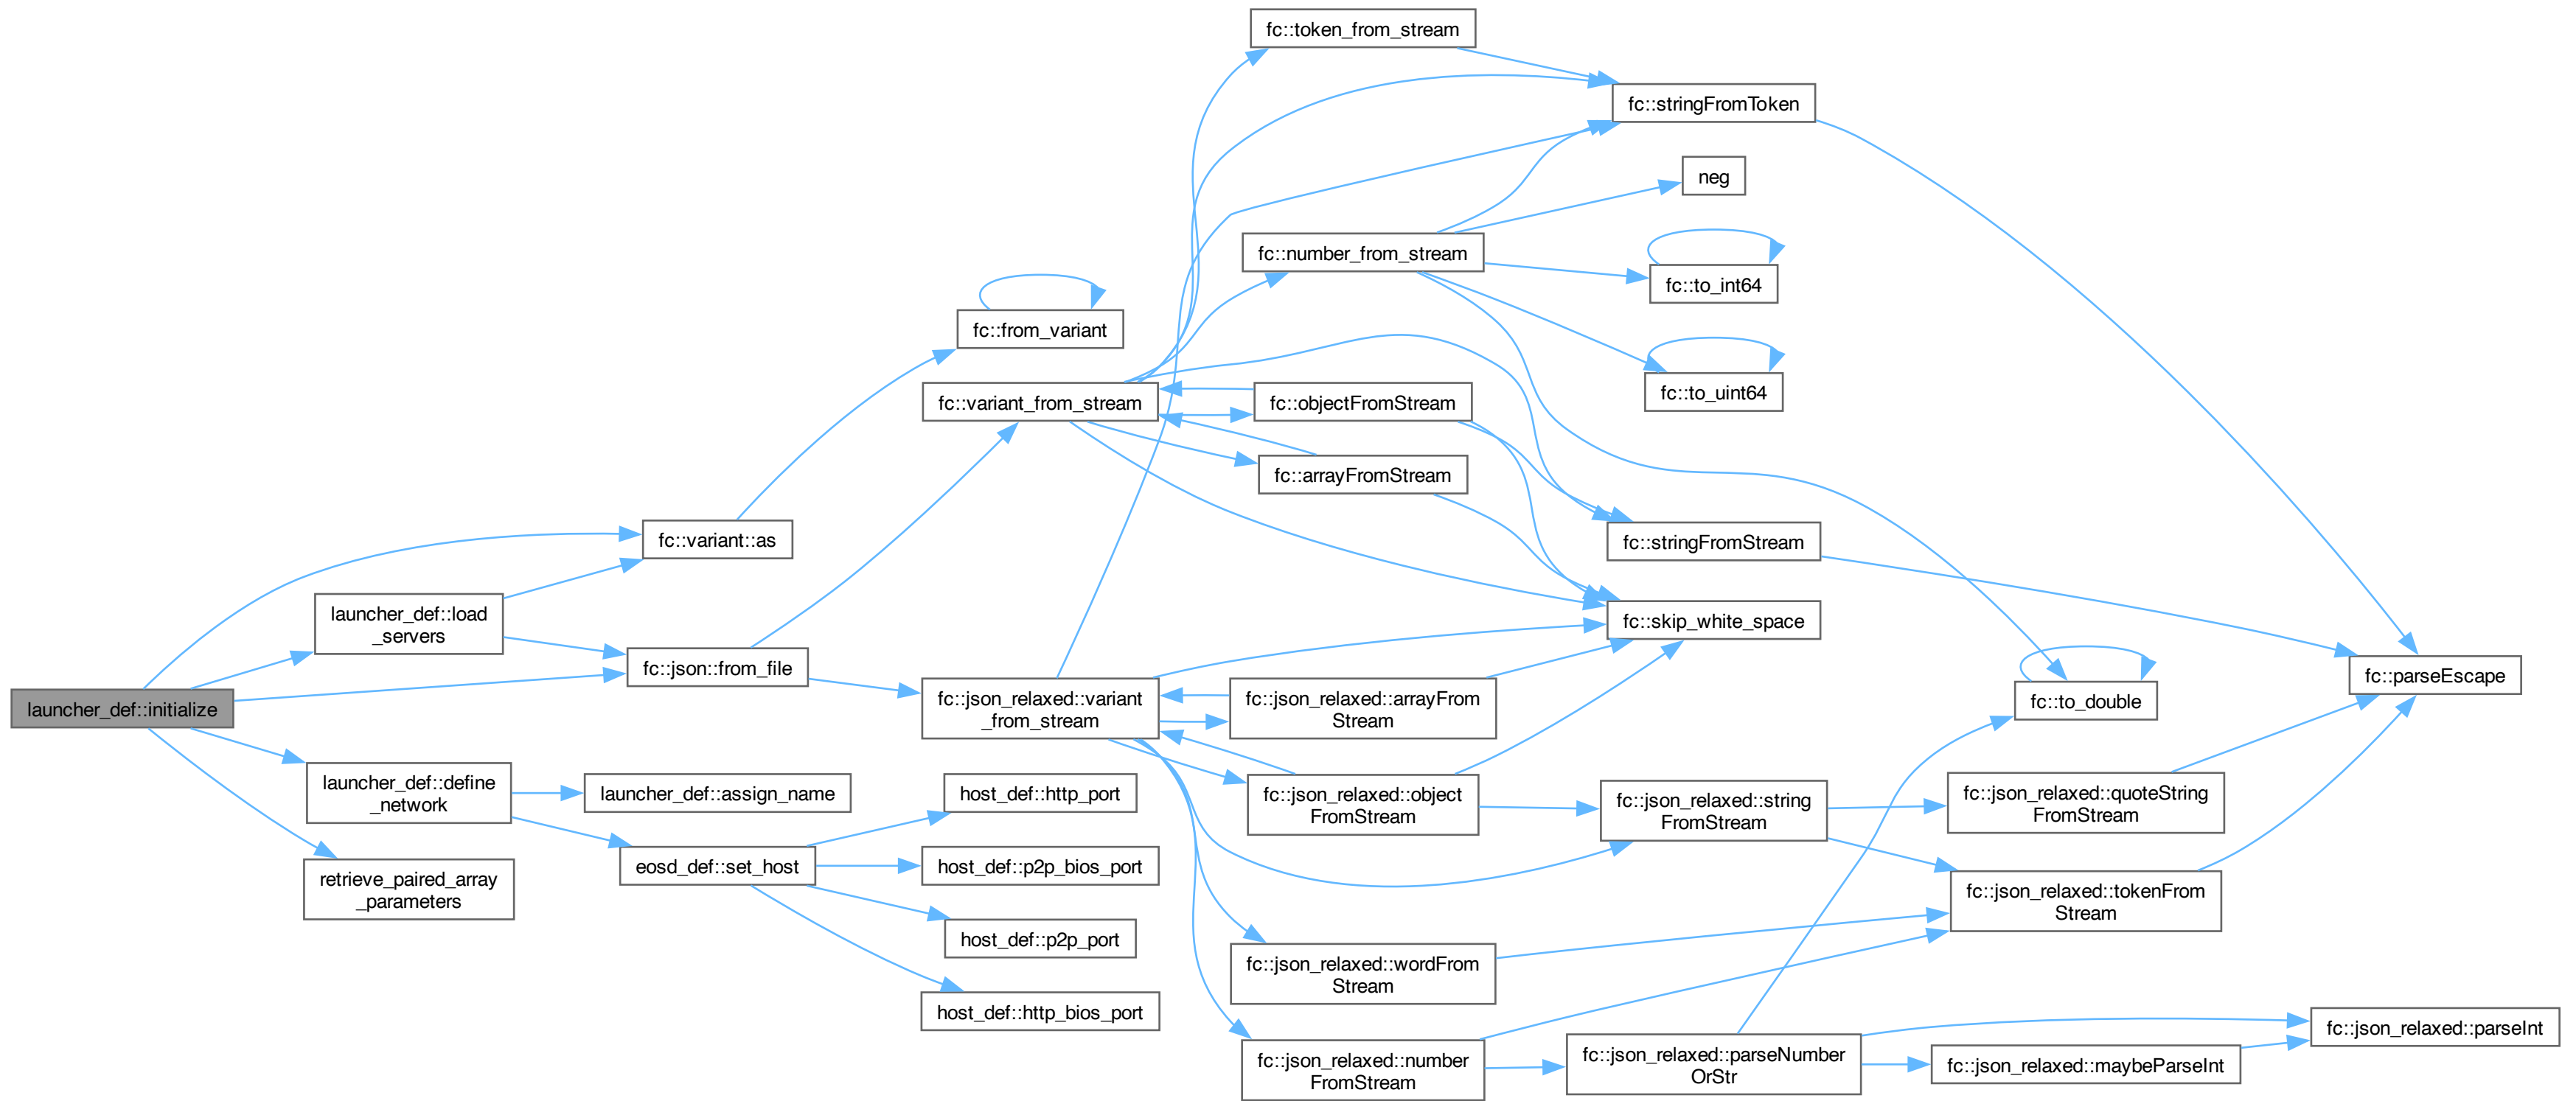 launcher_def::initialize
fc::variant::as
launcher_def::load
_servers
fc::json::from_file
launcher_def::define
_network
retrieve_paired_array
_parameters
launcher_def::assign_name
eosd_def::set_host
fc::from_variant
fc::variant_from_stream
fc::json_relaxed::variant
_from_stream
host_def::http_port
host_def::p2p_bios_port
host_def::p2p_port
host_def::http_bios_port
fc::token_from_stream
fc::number_from_stream
fc::objectFromStream
fc::arrayFromStream
fc::json_relaxed::arrayFrom
Stream
fc::json_relaxed::object
FromStream
fc::json_relaxed::wordFrom
Stream
fc::json_relaxed::number
FromStream
fc::stringFromToken
neg
fc::to_int64
fc::to_uint64
fc::stringFromStream
fc::skip_white_space
fc::json_relaxed::string
FromStream
fc::json_relaxed::parseNumber
OrStr
fc::to_double
fc::json_relaxed::quoteString
FromStream
fc::json_relaxed::tokenFrom
Stream
fc::json_relaxed::maybeParseInt
fc::parseEscape
fc::json_relaxed::parseInt